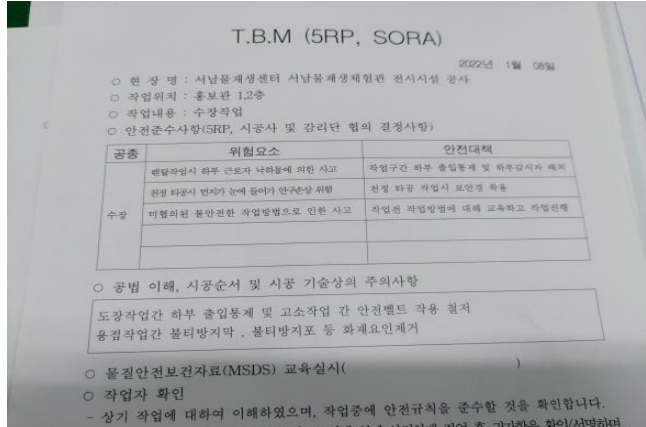 T.B.M (5RP, SORA)
2022년 1월 08일
○ 현 장 명 : 서남물재생센터 서남물재생체험관 전시시설 공사
○ 작업위치 : 홍보관 1,2층
○ 작업내용 : 수장작업
○ 안전준수사항(5RP, 시공사 및 감리단 협의 결정사항)
공종 위험요소 안전대책
렌탈작업시 하부 근로자 낙하물에 의한 사고 작업구간 하부 출입통제 및 하부감시자 배치
천정 타공시 먼지가 눈에 들어가 안구손상 위험 천정 타공 작업시 보안경 착용
수장 미협의된 불안전한 작업방법으로 인한 사고 작업전 작업방법에 대해 교육하고 작업진행
○ 공법 이해, 시공순서 및 시공 기술상의 주의사항
도장작업간 하부 출입통제 및 고소작업 간 안전벨트 작용 철저
용접작업간 불티방지막 , 불티방지포 등 화재요인제거
○ 물질안전보건자료(MSDS) 교육실시( )
○ 작업자 확인
- 상기 작업에 대하여 이해하였으며, 작업중에 안전규칙을 준수할 것을 확인합니다.